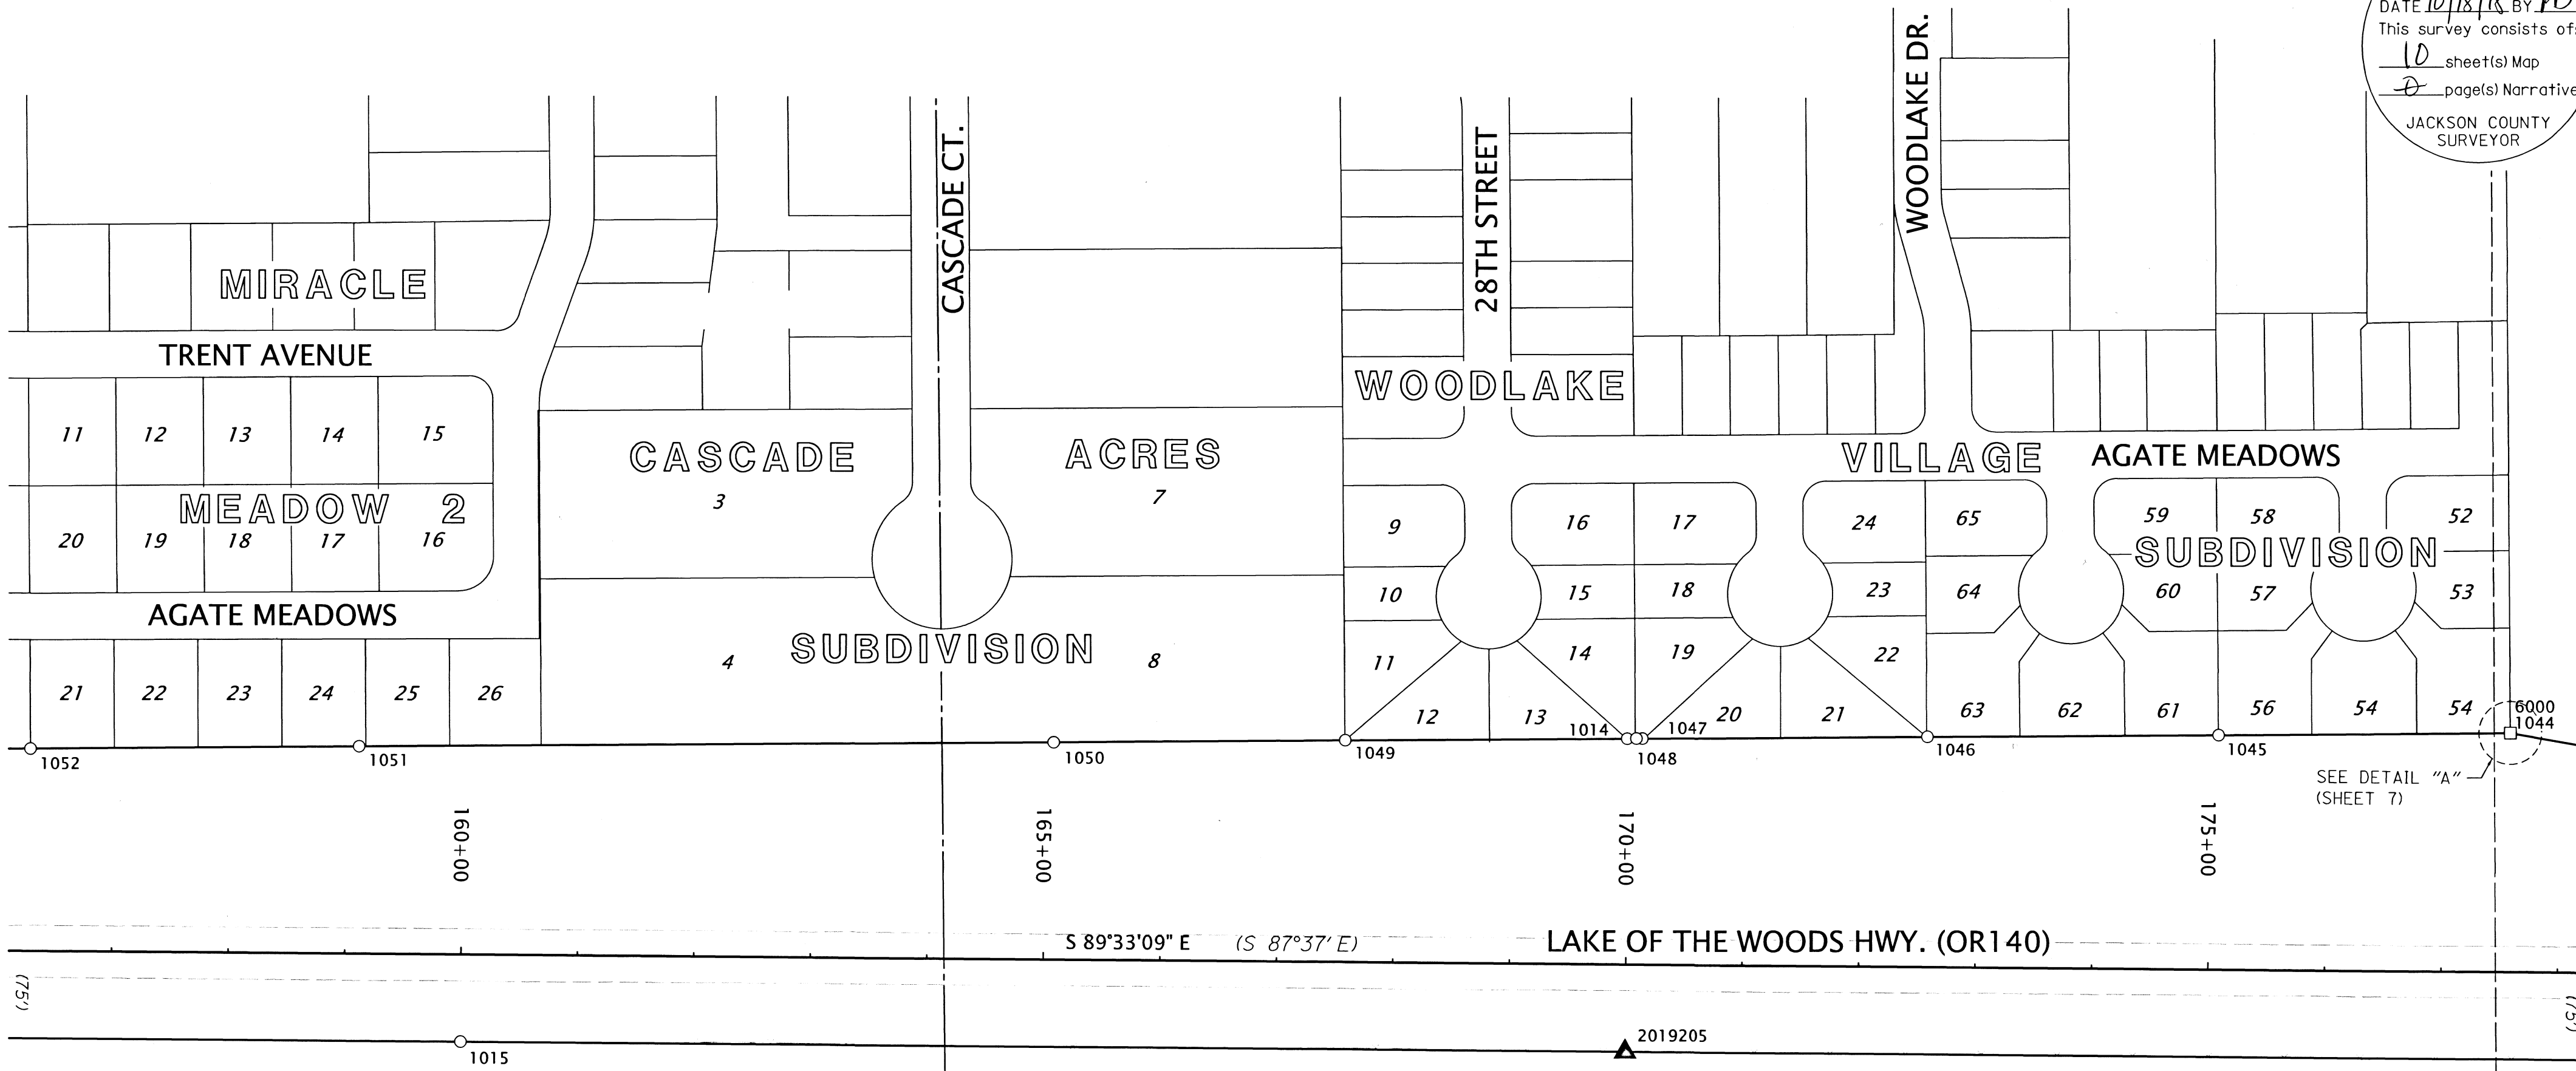 DATE 10/18/18 BY
This survey consists of:
10 sheet(s) Map
0 page(s) Narrative
JACKSON COUNTY
SURVEYOR
WOODLAKE DR.
CASCADE CT.
28TH STREET
MIRACLE
TRENT AVENUE
WOODLAKE
11 12 13 14 15
CASCADE ACRES
VILLAGE AGATE MEADOWS
3 7
MEADOW 2
20 19 18 17 16
9 16 17 24 65 59 58 52
SUBDIVISION
10 15 18 23 64 60 57 53
AGATE MEADOWS
SUBDIVISION
4 8
11 14 19 22
21 22 23 24 25 26
12 13 20 21 63 62 61 56 54 54
6000
1044
1014 1047
1052 1051 1050 1049 1048 1046 1045
SEE DETAIL "A"
(SHEET 7)
160+00 165+00 170+00 175+00
S 89°33'09" E (S 87°37' E) LAKE OF THE WOODS HWY. (OR140)
(75') (75')
2019205
1015